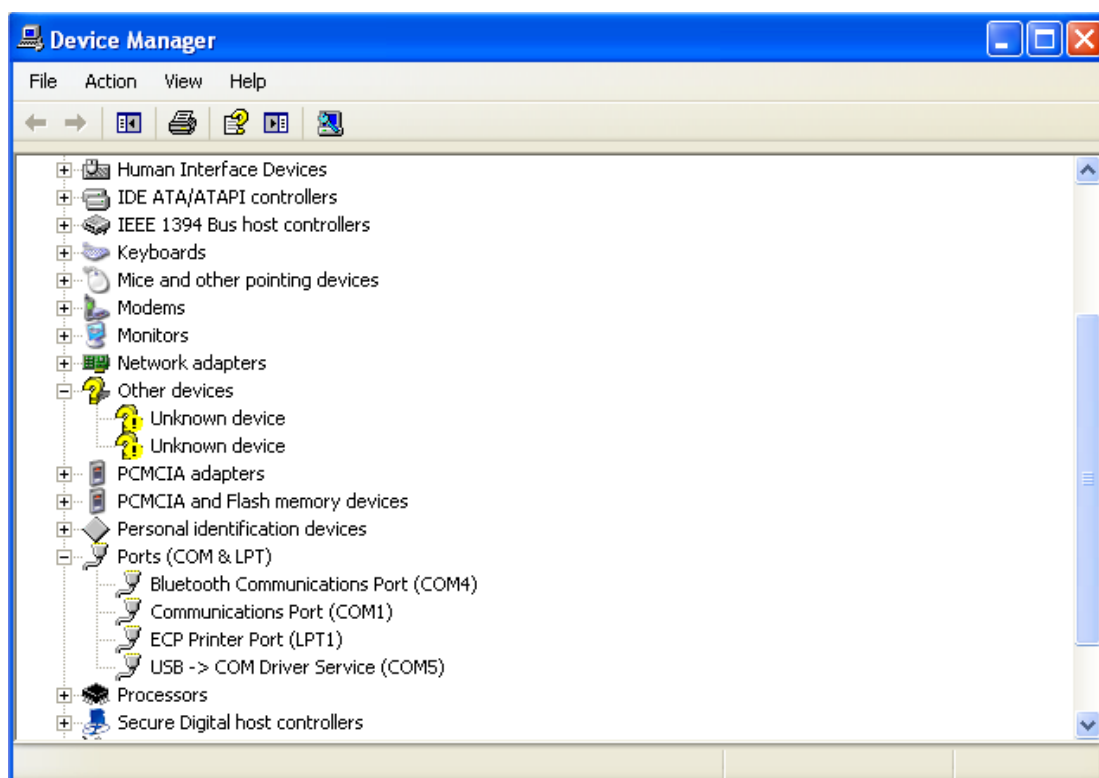 Device Manager
File Action View Help
Human Interface Devices
IDE ATA/ATAPI controllers
IEEE 1394 Bus host controllers
Keyboards
Mice and other pointing devices
Modems
Monitors
Network adapters
Other devices
Unknown device
Unknown device
PCMCIA adapters
PCMCIA and Flash memory devices
Personal identification devices
Ports (COM & LPT)
Bluetooth Communications Port (COM4)
Communications Port (COM1)
ECP Printer Port (LPT1)
USB -> COM Driver Service (COM5)
Processors
Secure Digital host controllers